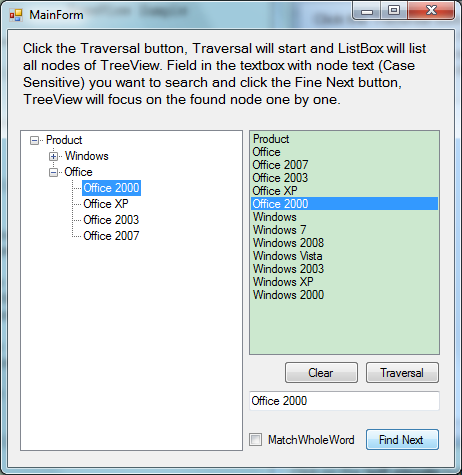 MainForm
Click the Traversal button, Traversal will start and ListBox will list
all nodes of TreeView. Field in the textbox with node text (Case
Sensitive) you want to search and click the Fine Next button,
TreeView will focus on the found node one by one.
Product
Windows
Office
Office 2000
Office XP
Office 2003
Office 2007
Product
Office
Office 2007
Office 2003
Office XP
Office 2000
Windows
Windows 7
Windows 2008
Windows Vista
Windows 2003
Windows XP
Windows 2000
Clear
Traversal
Office 2000
MatchWholeWord
Find Next